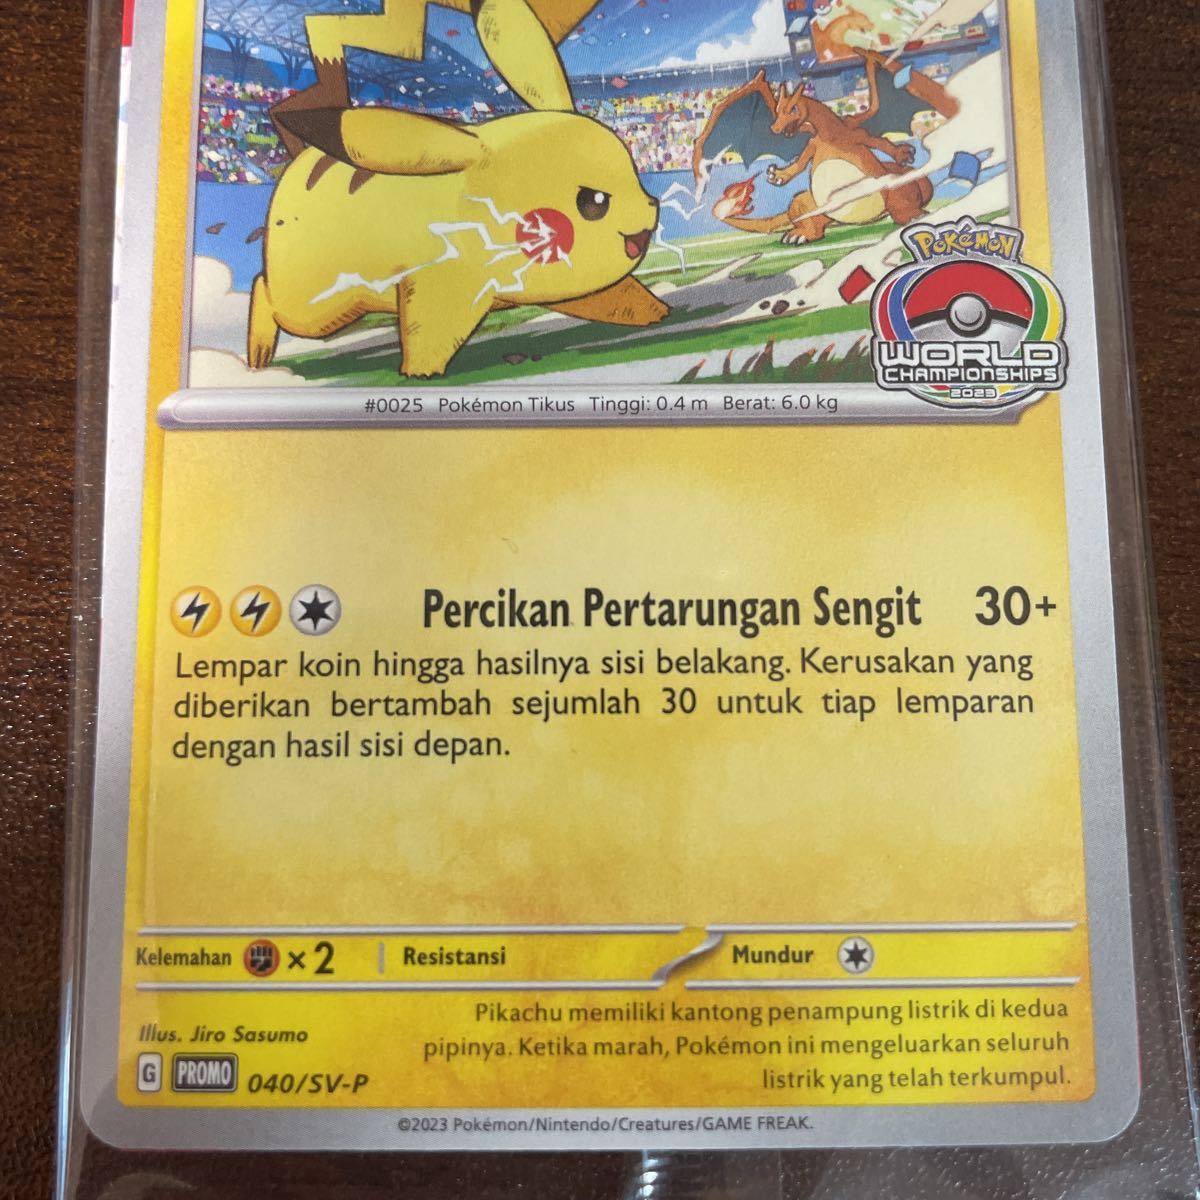 POKéMON
WORLD
CHAMPIONSHIPS
2023
#0025 Pokémon Tikus Tinggi: 0.4 m Berat: 6.0 kg
Percikan Pertarungan Sengit 30+
Lempar koin hingga hasilnya sisi belakang. Kerusakan yang
diberikan bertambah sejumlah 30 untuk tiap lemparan
dengan hasil sisi depan.
Kelemahan ×2 Resistansi Mundur
Pikachu memiliki kantong penampung listrik di kedua
pipinya. Ketika marah, Pokémon ini mengeluarkan seluruh
listrik yang telah terkumpul.
Illus. Jiro Sasumo
G PROMO 040/SV-P
©2023 Pokémon/Nintendo/Creatures/GAME FREAK.